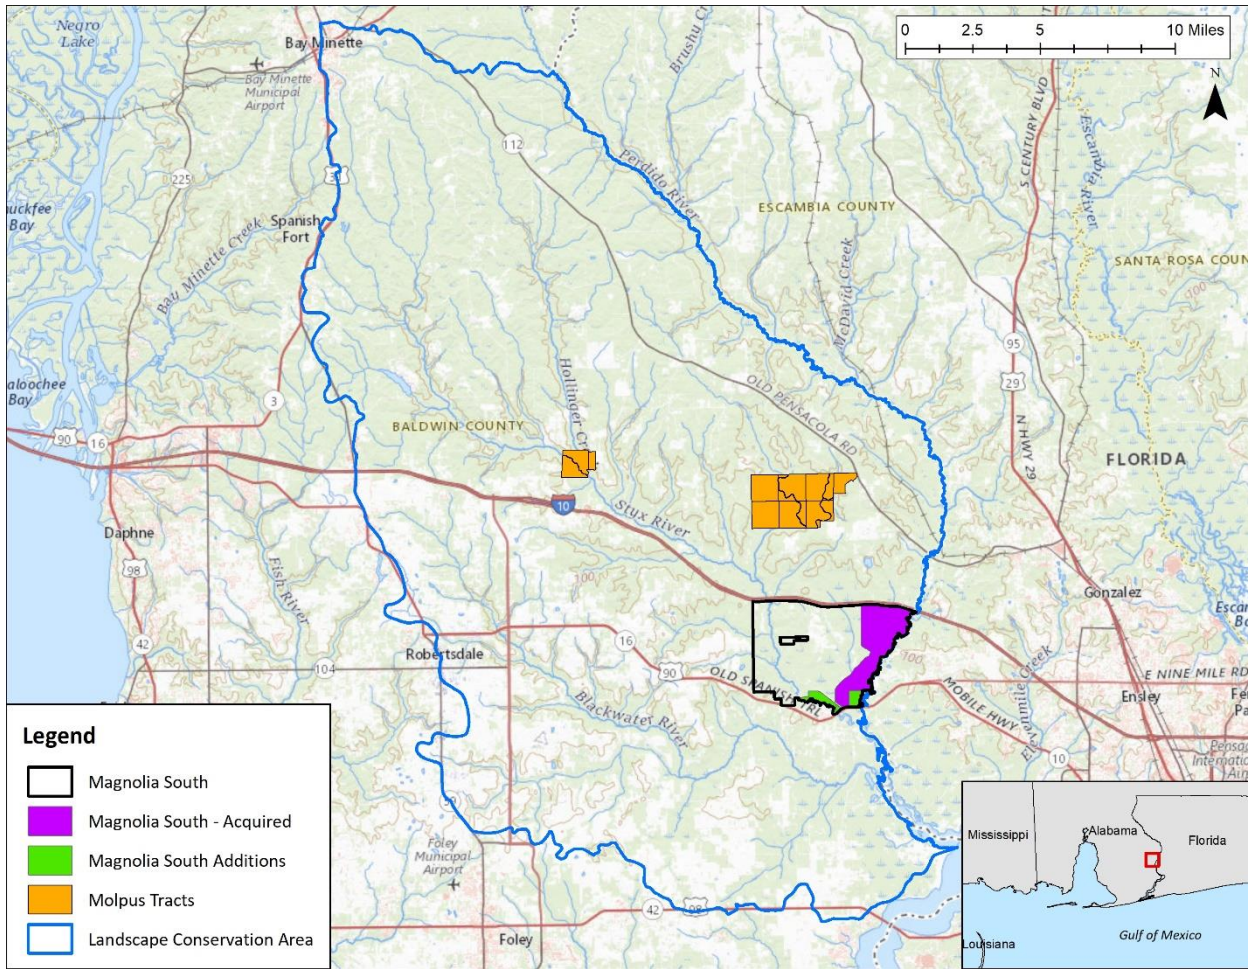 Negro
Lake
Bay Minette
Bay Minette
Municipal
Airport
Brushy Cr
0 2.5 5 10 Miles
N
S CENTURY BLVD
Escambia River
112
225
31
Perdido River
ESCAMBIA COUNTY
SANTA ROSA COUN
100
Bay
Spanish
Fort
Bay Minette Creek
McDavid Creek
95
29
N HWY 29
Bay
3
90
16
BALDWIN COUNTY
Hollinger Cr
OLD PENSACOLA RD
FLORIDA
10
Styx River
Daphne
98
Fish River
100
Gonzalez
42
104
Robertsdale
16
90
OLD SPANISH TRL
100
E NINE MILE RD
Ensley
MOBILE HWY
Elevenmile Creek
Blackwater River
10
59
Foley
Municipal
Airport
42
98
Foley
Legend
Magnolia South
Magnolia South - Acquired
Magnolia South Additions
Molpus Tracts
Landscape Conservation Area
Mississippi
Alabama
Florida
Louisiana
Gulf of Mexico